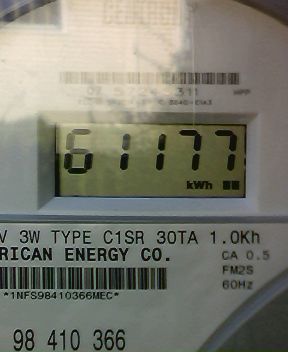 61177
kWh
V 3W TYPE C1SR 30TA 1.0Kh
RICAN ENERGY CO.
CA 0.5
FM2S
60Hz
*1NFS98410366MEC*
98 410 366